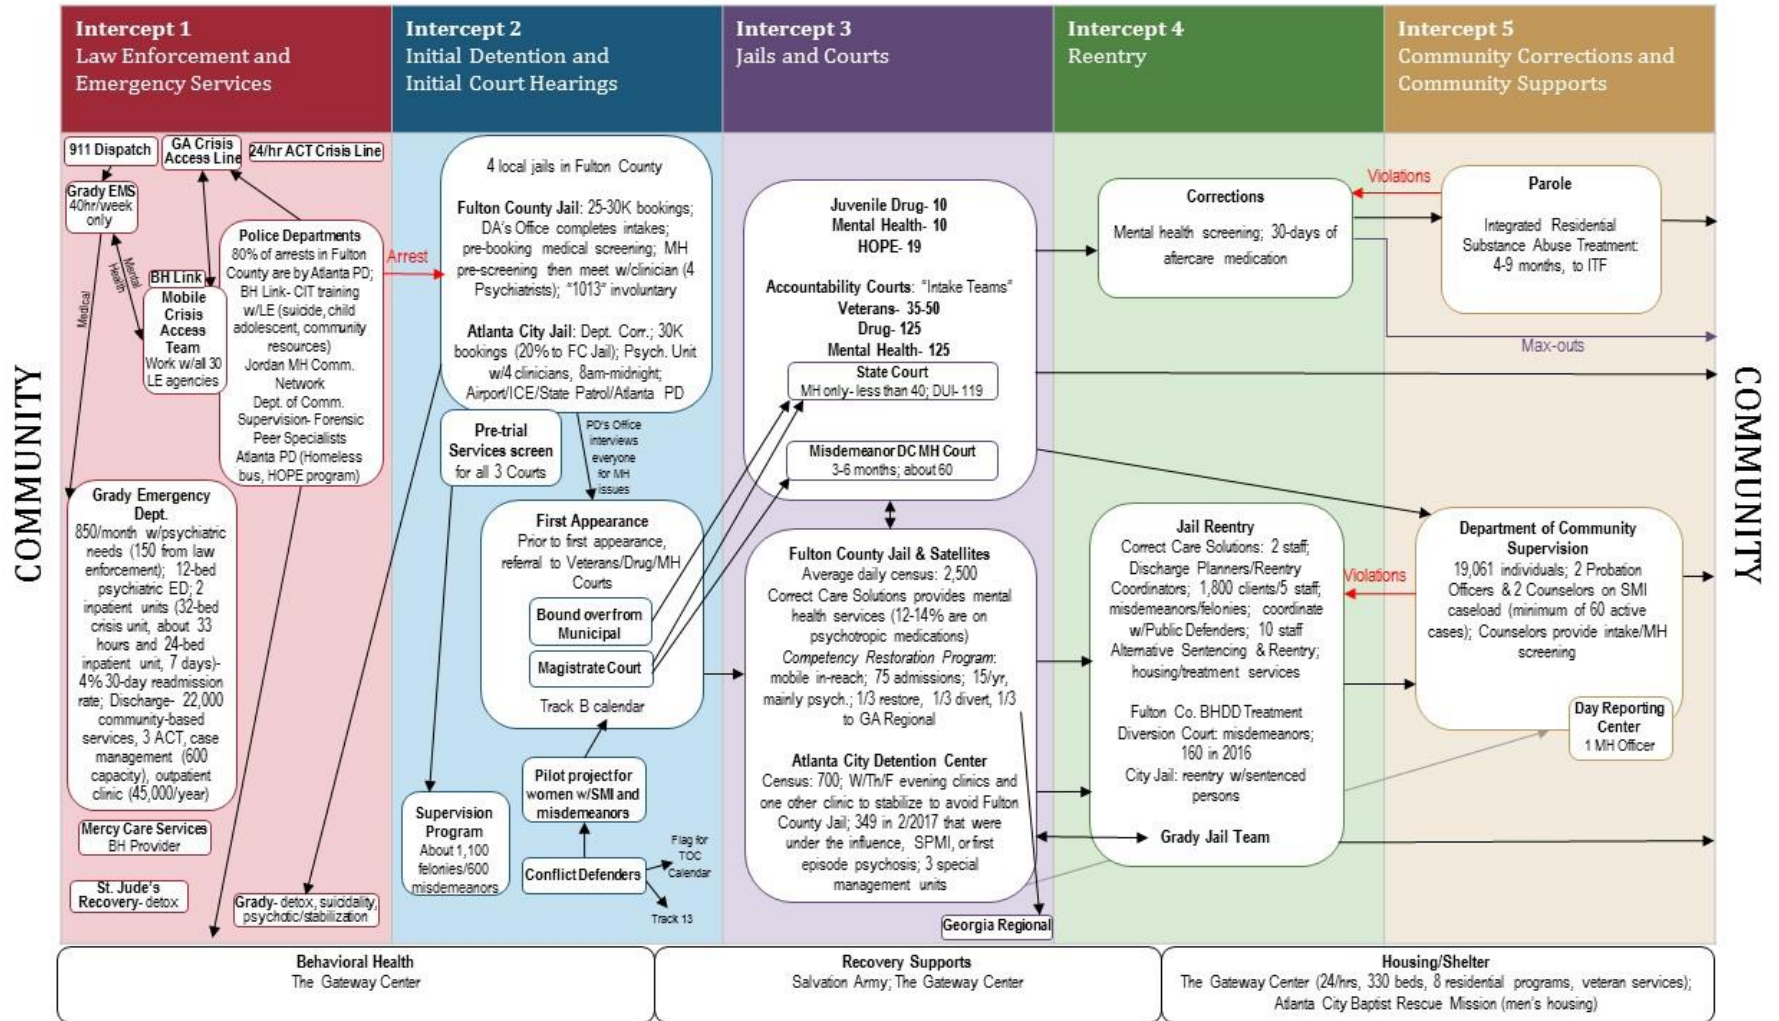 Intercept 1
Law Enforcement and
Emergency Services
Intercept 2
Initial Detention and
Initial Court Hearings
Intercept 3
Jails and Courts
Intercept 4
Reentry
Intercept 5
Community Corrections and
Community Supports
COMMUNITY
911 Dispatch
GA Crisis
Access Line
24/hr ACT Crisis Line
Grady EMS
40hr/week
only
Medical
Mental
Health
BH Link
Mobile
Crisis
Access
Team
Work w/all 30
LE agencies
Police Departments
80% of arrests in Fulton
County are by Atlanta PD;
BH Link- CIT training
w/LE (suicide, child
adolescent, community
resources)
Jordan MH Comm.
Network
Dept. of Comm.
Supervision- Forensic
Peer Specialists
Atlanta PD (Homeless
bus, HOPE program)
Arrest
Grady Emergency
Dept.
850/month w/psychiatric
needs (150 from law
enforcement); 12-bed
psychiatric ED; 2
inpatient units (32-bed
crisis unit, about 33
hours and 24-bed
inpatient unit, 7 days)-
4% 30-day readmission
rate; Discharge- 22,000
community-based
services, 3 ACT, case
management (600
capacity), outpatient
clinic (45,000/year)
Mercy Care Services
BH Provider
St. Jude's
Recovery- detox
Grady- detox, suicidality,
psychotic/stabilization
4 local jails in Fulton County
Fulton County Jail: 25-30K bookings;
DA's Office completes intakes;
pre-booking medical screening; MH
pre-screening then meet w/clinician (4
Psychiatrists); "1013" involuntary
Atlanta City Jail: Dept. Corr.; 30K
bookings (20% to FC Jail); Psych. Unit
w/4 clinicians, 8am-midnight;
Airport/ICE/State Patrol/Atlanta PD
Pre-trial
Services screen
for all 3 Courts
PD's Office
interviews
everyone
for MH
issues
First Appearance
Prior to first appearance,
referral to Veterans/Drug/MH
Courts
Bound over from
Municipal
Magistrate Court
Track B calendar
Pilot project for
women w/SMI and
misdemeanors
Supervision
Program
About 1,100
felonies/600
misdemeanors
Conflict Defenders
Flag for
TOC
Calendar
Track 13
Juvenile Drug- 10
Mental Health- 10
HOPE- 19
Accountability Courts: "Intake Teams"
Veterans- 35-50
Drug- 125
Mental Health- 125
State Court
MH only- less than 40; DUI- 119
Misdemeanor DC MH Court
3-6 months; about 60
Fulton County Jail & Satellites
Average daily census: 2,500
Correct Care Solutions provides mental
health services (12-14% are on
psychotropic medications)
Competency Restoration Program:
mobile in-reach; 75 admissions; 15/yr,
mainly psych.; 1/3 restore, 1/3 divert, 1/3
to GA Regional
Atlanta City Detention Center
Census: 700; W/Th/F evening clinics and
one other clinic to stabilize to avoid Fulton
County Jail; 349 in 2/2017 that were
under the influence, SPMI, or first
episode psychosis; 3 special
management units
Georgia Regional
Corrections
Mental health screening; 30-days of
aftercare medication
Jail Reentry
Correct Care Solutions: 2 staff;
Discharge Planners/Reentry
Coordinators; 1,800 clients/5 staff;
misdemeanors/felonies; coordinate
w/Public Defenders; 10 staff
Alternative Sentencing & Reentry;
housing/treatment services
Fulton Co. BHDD Treatment
Diversion Court: misdemeanors;
160 in 2016
City Jail: reentry w/sentenced
persons
Grady Jail Team
Violations
Parole
Integrated Residential
Substance Abuse Treatment:
4-9 months, to ITF
Max-outs
Violations
Department of Community
Supervision
19,061 individuals; 2 Probation
Officers & 2 Counselors on SMI
caseload (minimum of 60 active
cases); Counselors provide intake/MH
screening
Day Reporting
Center
1 MH Officer
COMMUNITY
Behavioral Health
The Gateway Center
Recovery Supports
Salvation Army; The Gateway Center
Housing/Shelter
The Gateway Center (24/hrs, 330 beds, 8 residential programs, veteran services);
Atlanta City Baptist Rescue Mission (men's housing)